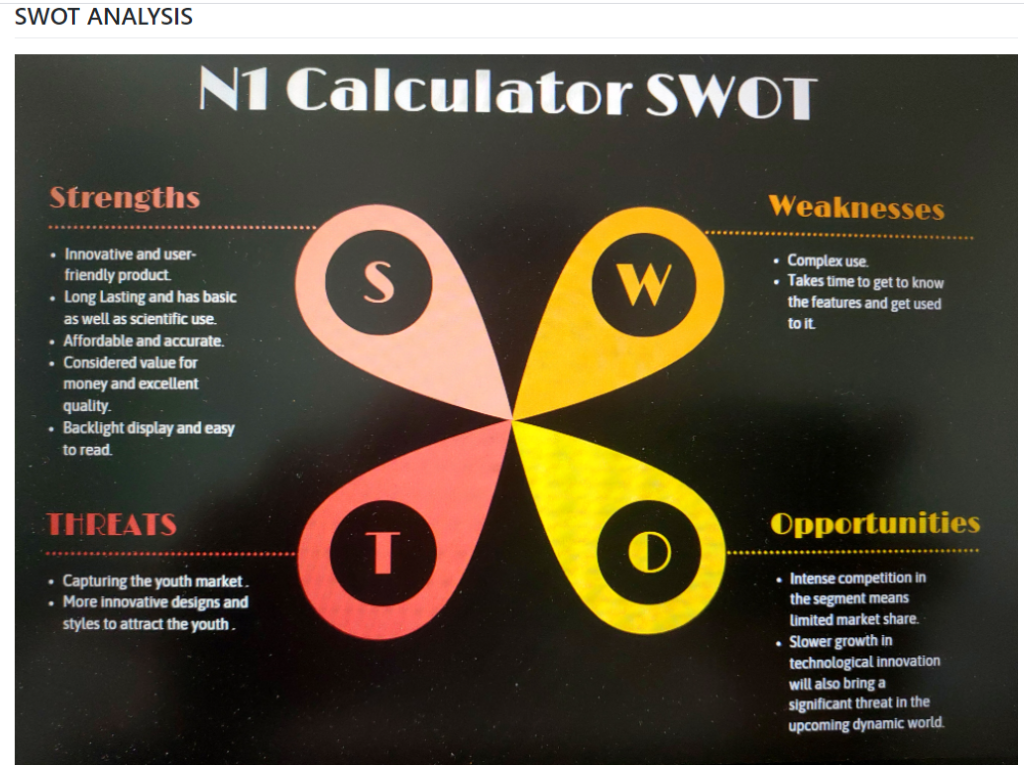 SWOT ANALYSIS
N1 Calculator SWOT
Strengths
• Innovative and user-
friendly product.
• Long Lasting and has basic
as well as scientific use.
• Affordable and accurate.
• Considered value for
money and excellent
quality.
• Backlight display and easy
to read.
S
W
Weaknesses
• Complex use.
• Takes time to get to know
the features and get used
to it.
THREATS
• Capturing the youth market .
• More innovative designs and
styles to attract the youth .
T
O
Opportunities
• Intense competition in
the segment means
limited market share.
• Slower growth in
technological innovation
will also bring a
significant threat in the
upcoming dynamic world.